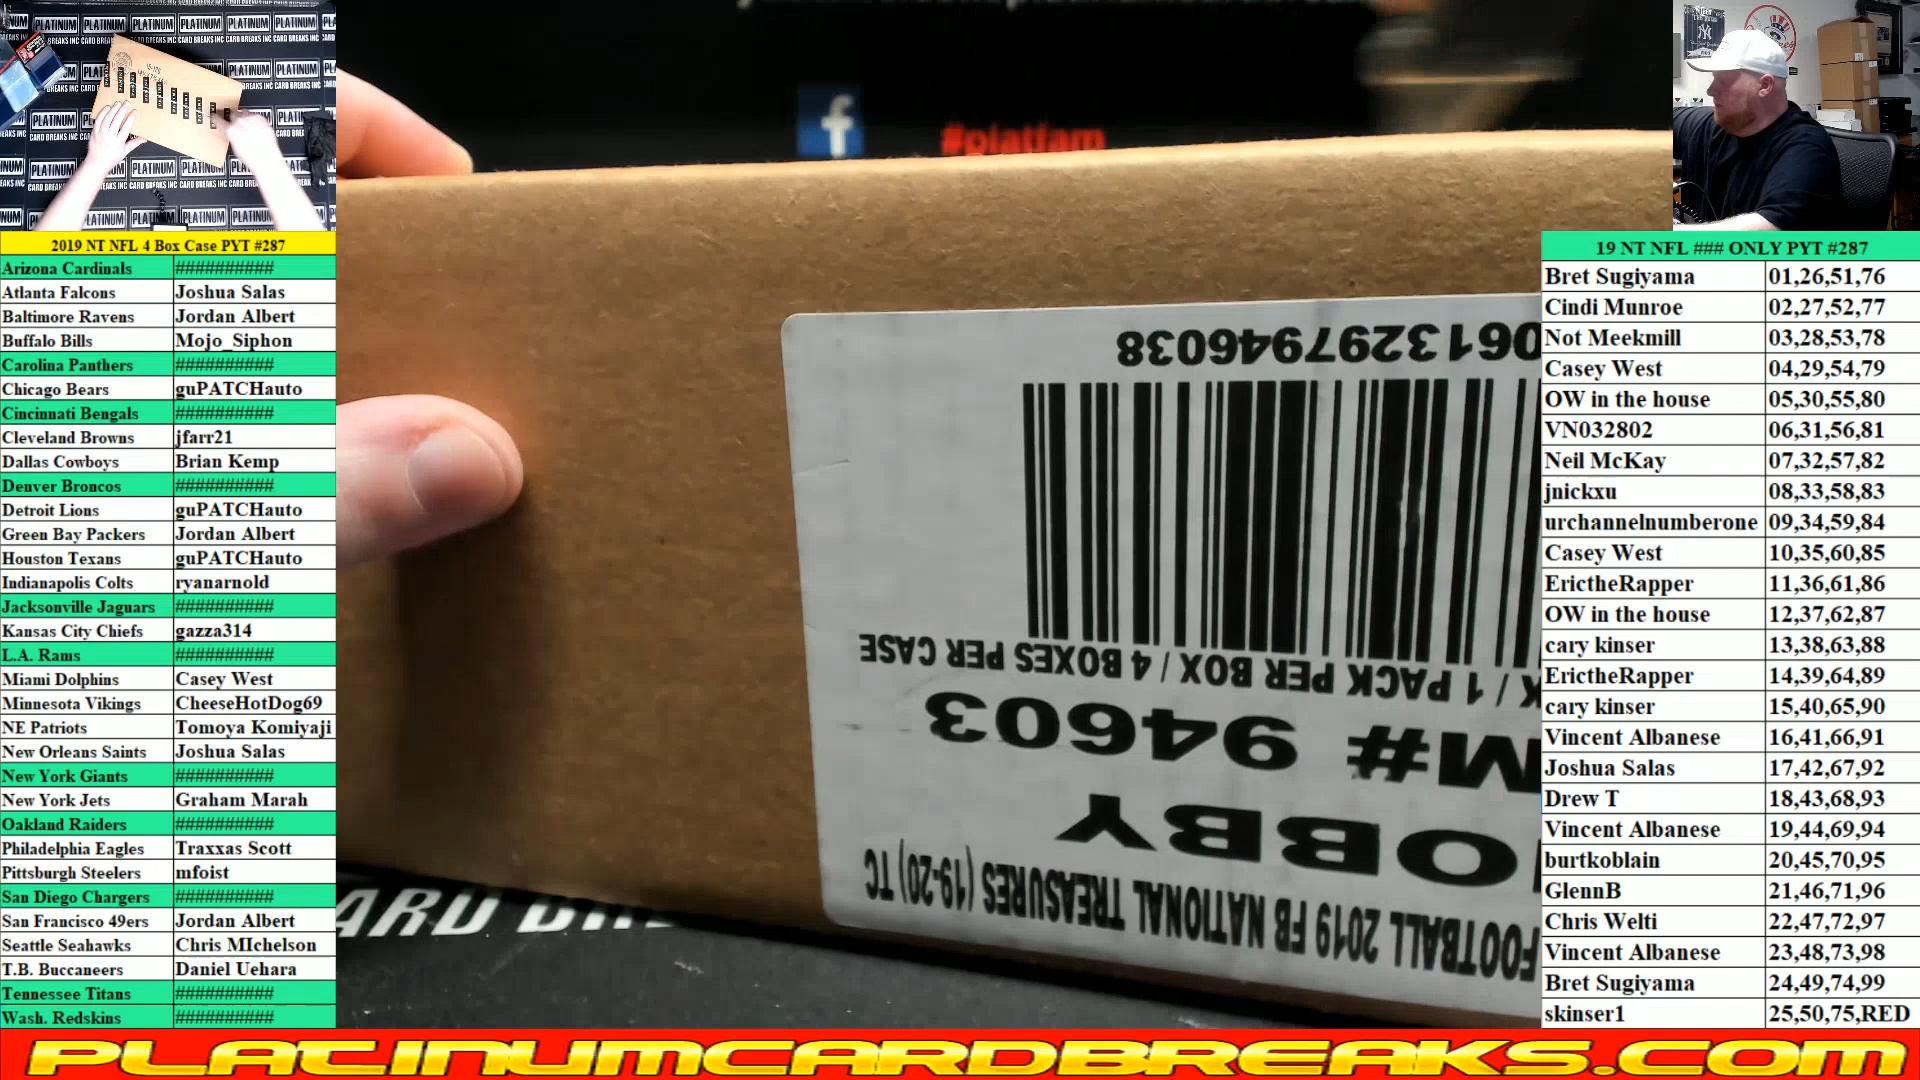 2019 NT NFL 4 Box Case PYT #287
Arizona Cardinals ##########
Atlanta Falcons Joshua Salas
Baltimore Ravens Jordan Albert
Buffalo Bills Mojo_Siphon
Carolina Panthers ##########
Chicago Bears guPATCHauto
Cincinnati Bengals ##########
Cleveland Browns jfarr21
Dallas Cowboys Brian Kemp
Denver Broncos ##########
Detroit Lions guPATCHauto
Green Bay Packers Jordan Albert
Houston Texans guPATCHauto
Indianapolis Colts ryanarnold
Jacksonville Jaguars ##########
Kansas City Chiefs gazza314
L.A. Rams ##########
Miami Dolphins Casey West
Minnesota Vikings CheeseHotDog69
NE Patriots Tomoya Komiyaji
New Orleans Saints Joshua Salas
New York Giants ##########
New York Jets Graham Marah
Oakland Raiders ##########
Philadelphia Eagles Traxxas Scott
Pittsburgh Steelers mfoist
San Diego Chargers ##########
San Francisco 49ers Jordan Albert
Seattle Seahawks Chris MIchelson
T.B. Buccaneers Daniel Uehara
Tennessee Titans ##########
Wash. Redskins ##########
PLATINUM
CARD BREAKS INC
f
#platfam
FOOTBALL 2019 FB NATIONAL TREASURES (19-20) TC
OBBY
M# 94603
/ 1 PACK PER BOX / 4 BOXES PER CASE
0613297946038
19 NT NFL ### ONLY PYT #287
Bret Sugiyama 01,26,51,76
Cindi Munroe 02,27,52,77
Not Meekmill 03,28,53,78
Casey West 04,29,54,79
OW in the house 05,30,55,80
VN032802 06,31,56,81
Neil McKay 07,32,57,82
jnickxu 08,33,58,83
urchannelnumberone 09,34,59,84
Casey West 10,35,60,85
EricttheRapper 11,36,61,86
OW in the house 12,37,62,87
cary kinser 13,38,63,88
ErictheRapper 14,39,64,89
cary kinser 15,40,65,90
Vincent Albanese 16,41,66,91
Joshua Salas 17,42,67,92
Drew T 18,43,68,93
Vincent Albanese 19,44,69,94
burtkoblain 20,45,70,95
GlennB 21,46,71,96
Chris Welti 22,47,72,97
Vincent Albanese 23,48,73,98
Bret Sugiyama 24,49,74,99
skinser1 25,50,75,RED
PLATINUMCARDBREAKS.COM